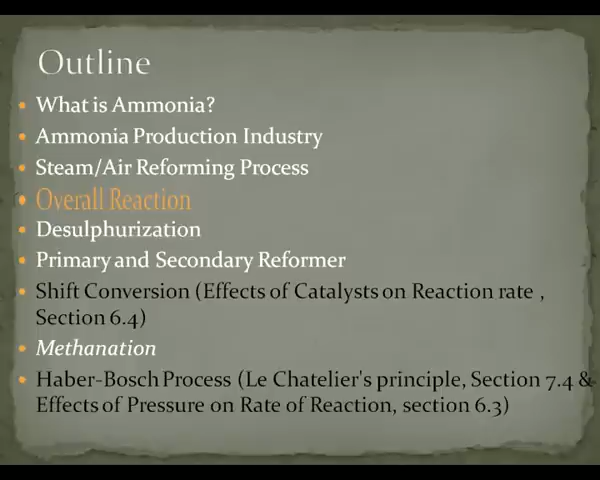 Outline
What is Ammonia?
Ammonia Production Industry
Steam/Air Reforming Process
Overall Reaction
Desulphurization
Primary and Secondary Reformer
Shift Conversion (Effects of Catalysts on Reaction rate ,
Section 6.4)
Methanation
Haber-Bosch Process (Le Chatelier's principle, Section 7.4 &
Effects of Pressure on Rate of Reaction, section 6.3)